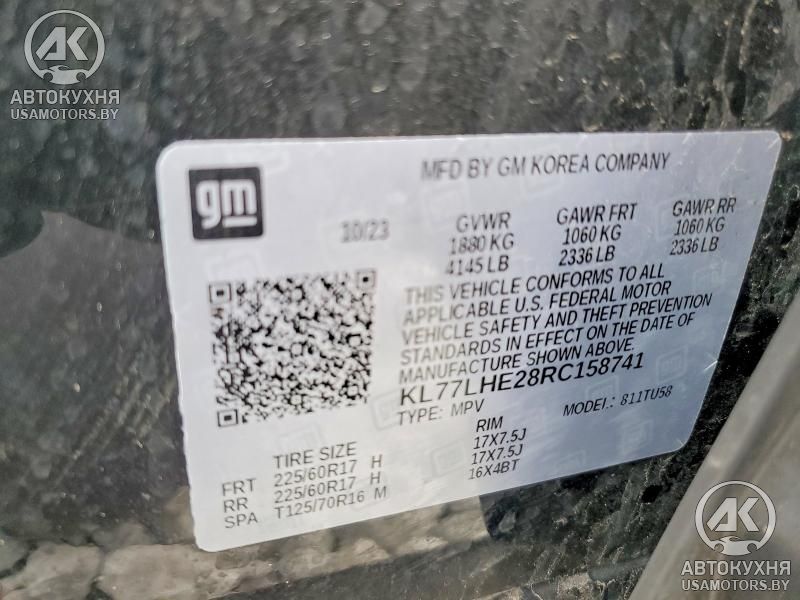 AK
АВТОКУХНЯ
USAMOTORS.BY
gm
MFD BY GM KOREA COMPANY
10/23
GVWR GAWR FRT GAWR RR
1880 KG 1060 KG 1060 KG
4145 LB 2336 LB 2336 LB
THIS VEHICLE CONFORMS TO ALL
APPLICABLE U.S. FEDERAL MOTOR
VEHICLE SAFETY AND THEFT PREVENTION
STANDARDS IN EFFECT ON THE DATE OF
MANUFACTURE SHOWN ABOVE.
KL77LHE28RC158741
TYPE: MPV MODEL: 811TU58
TIRE SIZE RIM
FRT 225/60R17 H 17X7.5J
RR 225/60R17 H 17X7.5J
SPA T125/70R16 M 16X4BT
AK
АВТОКУХНЯ
USAMOTORS.BY